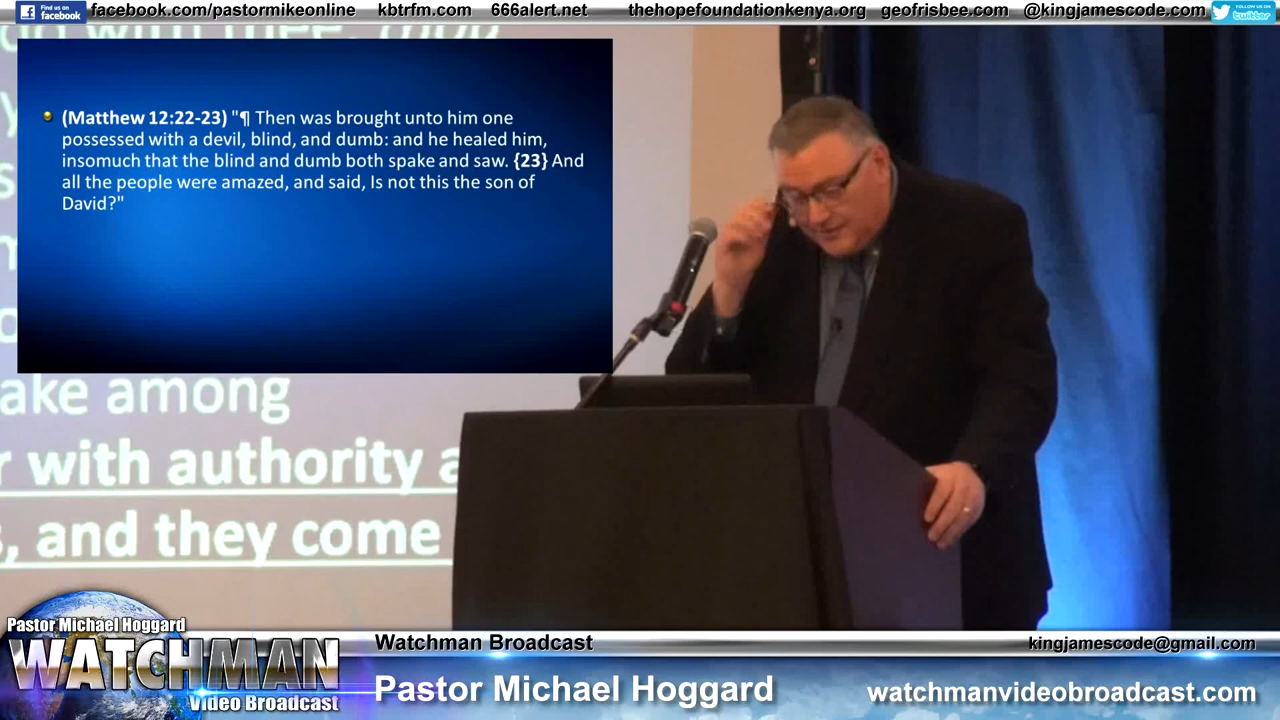 Find us on
facebook
facebook.com/pastormikeonline kbtrfm.com 666alert.net thehopefoundationkenya.org geofrisbee.com @kingjamescode.com
FOLLOW US ON
twitter
do with thee, thou
(Matthew 12:22-23) "¶ Then was brought unto him one
possessed with a devil, blind, and dumb: and he healed him,
insomuch that the blind and dumb both spake and saw. {23} And
all the people were amazed, and said, Is not this the son of
David?"
ake among
r with authority a
s, and they come
Pastor Michael Hoggard
WATCHMAN
Video Broadcast
Watchman Broadcast
kingjamescode@gmail.com
Pastor Michael Hoggard
watchmanvideobroadcast.com